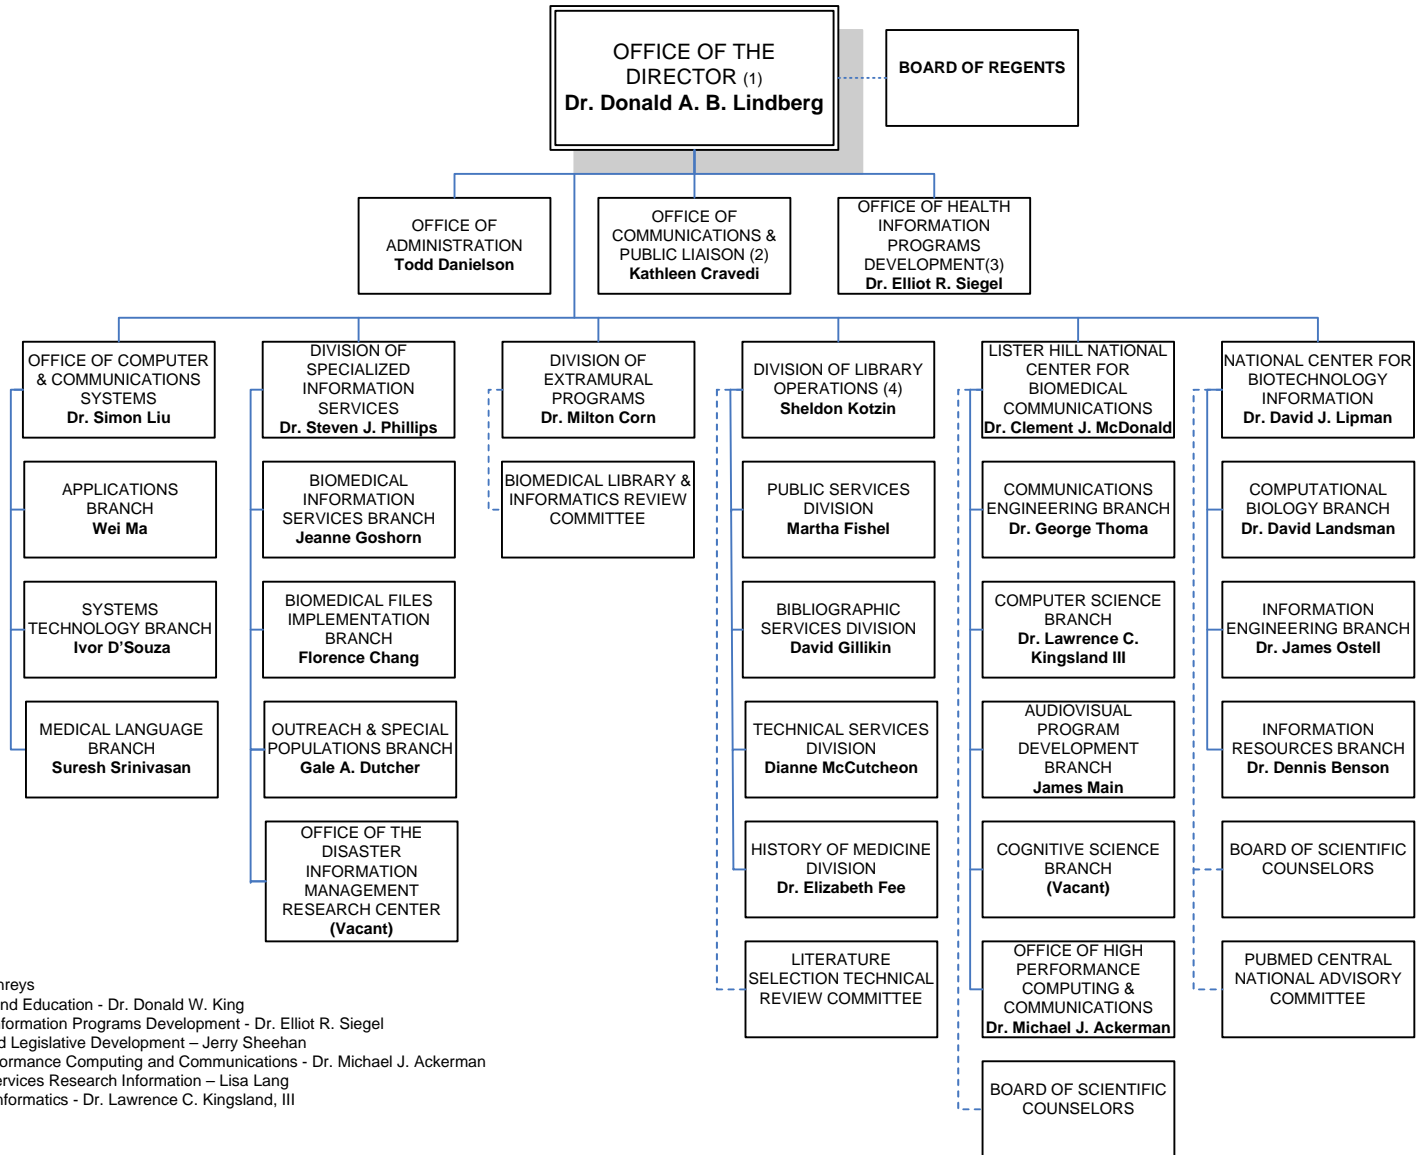 OFFICE OF THE
DIRECTOR (1)
Dr. Donald A. B. Lindberg
BOARD OF REGENTS
OFFICE OF
ADMINISTRATION
Todd Danielson
OFFICE OF
COMMUNICATIONS &
PUBLIC LIAISON (2)
Kathleen Cravedi
OFFICE OF HEALTH
INFORMATION
PROGRAMS
DEVELOPMENT(3)
Dr. Elliot R. Siegel
OFFICE OF COMPUTER
& COMMUNICATIONS
SYSTEMS
Dr. Simon Liu
APPLICATIONS
BRANCH
Wei Ma
SYSTEMS
TECHNOLOGY BRANCH
Ivor D’Souza
MEDICAL LANGUAGE
BRANCH
Suresh Srinivasan
DIVISION OF
SPECIALIZED
INFORMATION
SERVICES
Dr. Steven J. Phillips
BIOMEDICAL
INFORMATION
SERVICES BRANCH
Jeanne Goshorn
BIOMEDICAL FILES
IMPLEMENTATION
BRANCH
Florence Chang
OUTREACH & SPECIAL
POPULATIONS BRANCH
Gale A. Dutcher
OFFICE OF THE
DISASTER
INFORMATION
MANAGEMENT
RESEARCH CENTER
(Vacant)
DIVISION OF
EXTRAMURAL
PROGRAMS
Dr. Milton Corn
BIOMEDICAL LIBRARY &
INFORMATICS REVIEW
COMMITTEE
DIVISION OF LIBRARY
OPERATIONS (4)
Sheldon Kotzin
PUBLIC SERVICES
DIVISION
Martha Fishel
BIBLIOGRAPHIC
SERVICES DIVISION
David Gillikin
TECHNICAL SERVICES
DIVISION
Dianne McCutcheon
HISTORY OF MEDICINE
DIVISION
Dr. Elizabeth Fee
LITERATURE
SELECTION TECHNICAL
REVIEW COMMITTEE
LISTER HILL NATIONAL
CENTER FOR
BIOMEDICAL
COMMUNICATIONS
Dr. Clement J. McDonald
COMMUNICATIONS
ENGINEERING BRANCH
Dr. George Thoma
COMPUTER SCIENCE
BRANCH
Dr. Lawrence C.
Kingsland III
AUDIOVISUAL
PROGRAM
DEVELOPMENT
BRANCH
James Main
COGNITIVE SCIENCE
BRANCH
(Vacant)
OFFICE OF HIGH
PERFORMANCE
COMPUTING &
COMMUNICATIONS
Dr. Michael J. Ackerman
BOARD OF SCIENTIFIC
COUNSELORS
NATIONAL CENTER FOR
BIOTECHNOLOGY
INFORMATION
Dr. David J. Lipman
COMPUTATIONAL
BIOLOGY BRANCH
Dr. David Landsman
INFORMATION
ENGINEERING BRANCH
Dr. James Ostell
INFORMATION
RESOURCES BRANCH
Dr. Dennis Benson
BOARD OF SCIENTIFIC
COUNSELORS
PUBMED CENTRAL
NATIONAL ADVISORY
COMMITTEE
hreys
nd Education - Dr. Donald W. King
formation Programs Development - Dr. Elliot R. Siegel
d Legislative Development – Jerry Sheehan
ormance Computing and Communications - Dr. Michael J. Ackerman
ervices Research Information – Lisa Lang
nformatics - Dr. Lawrence C. Kingsland, III